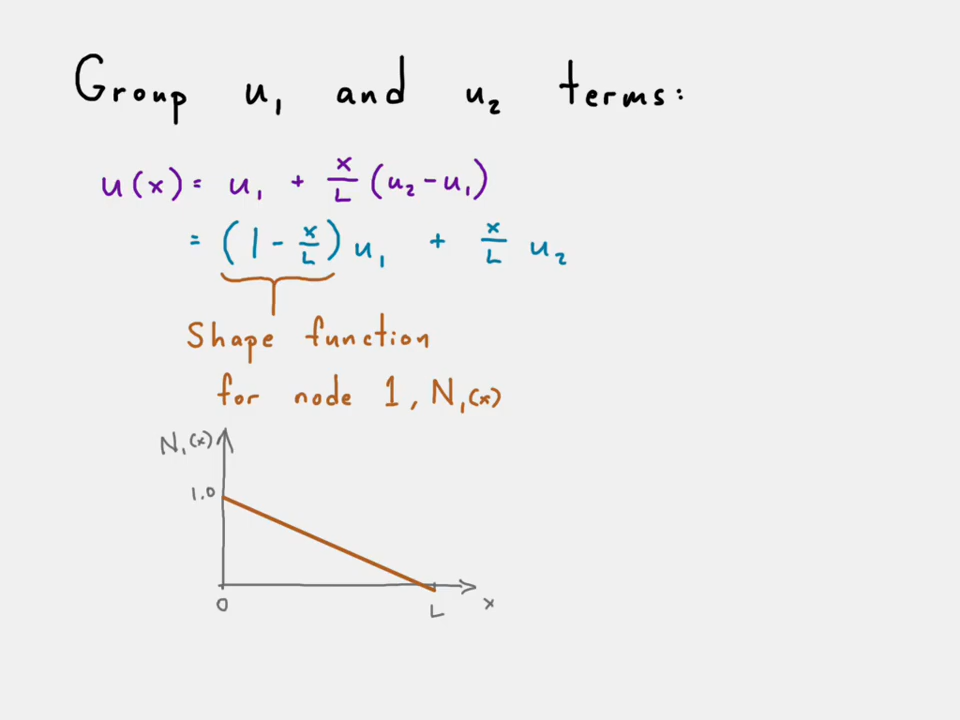 Group u₁ and u₂ terms:
u(x) = u₁ + x/L (u₂ - u₁)
= (1 - x/L) u₁ + x/L u₂
Shape function
for node 1, N₁(x)
N₁(x)
1.0
0
L
x